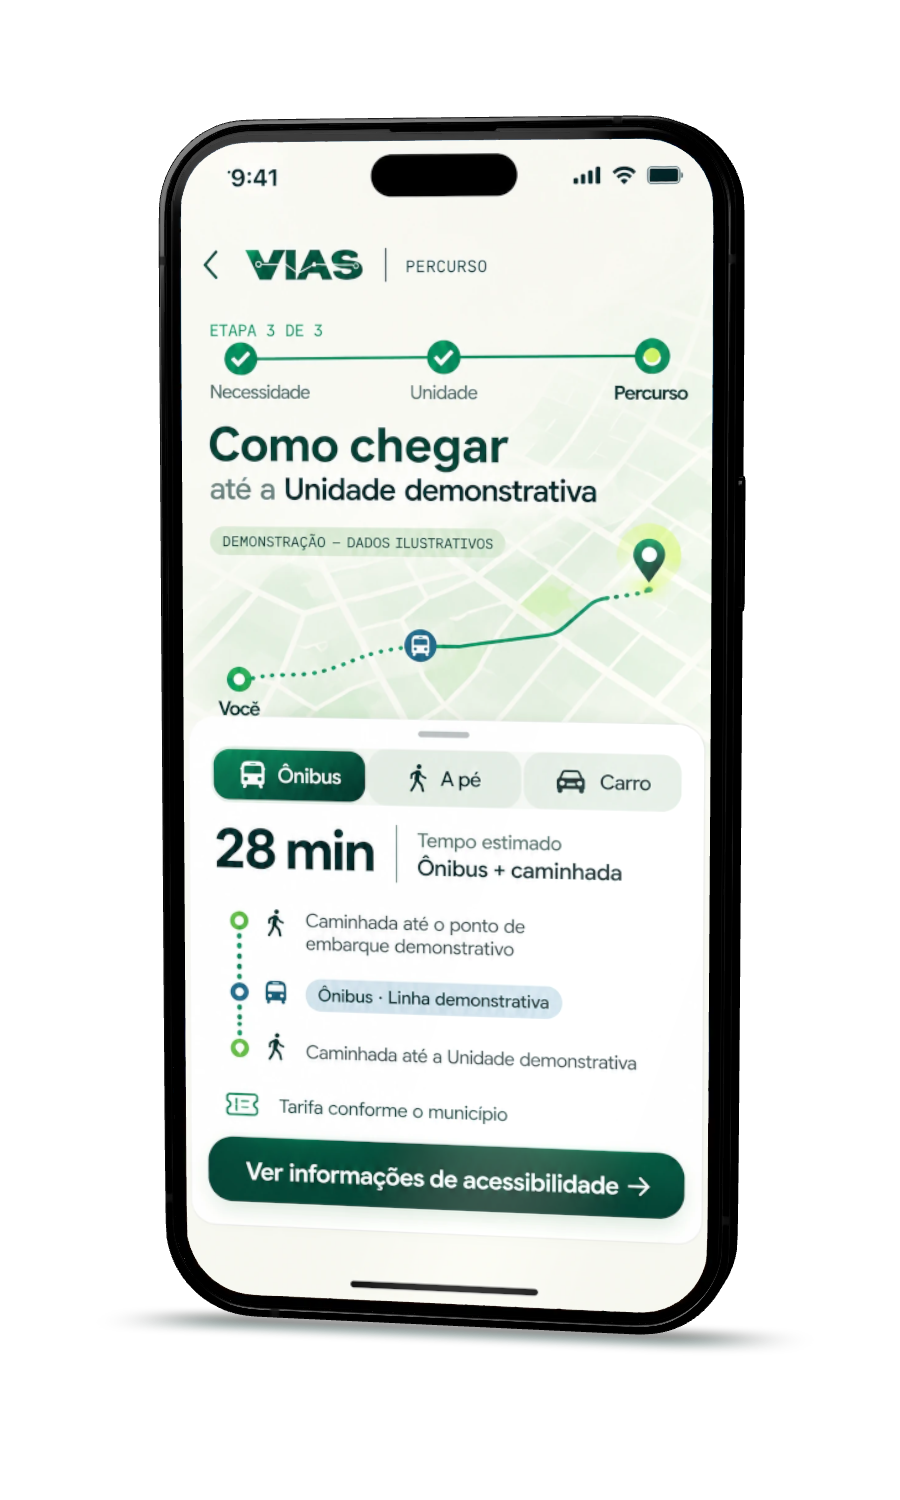 9:41
VIAS | PERCURSO
ETAPA 3 DE 3
Necessidade Unidade Percurso
Como chegar
até a Unidade demonstrativa
DEMONSTRAÇÃO – DADOS ILUSTRATIVOS
Você
Ônibus A pé Carro
28 min
Tempo estimado
Ônibus + caminhada
Caminhada até o ponto de
embarque demonstrativo
Ônibus · Linha demonstrativa
Caminhada até a Unidade demonstrativa
Tarifa conforme o município
Ver informações de acessibilidade →